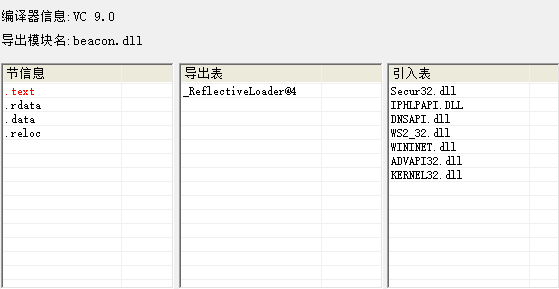 编译器信息:VC 9.0
导出模块名:beacon.dll
节信息
.text
.rdata
.data
.reloc
导出表
_ReflectiveLoader@4
引入表
Secur32.dll
IPHLPAPI.DLL
DNSAPI.dll
WS2_32.dll
WININET.dll
ADVAPI32.dll
KERNEL32.dll